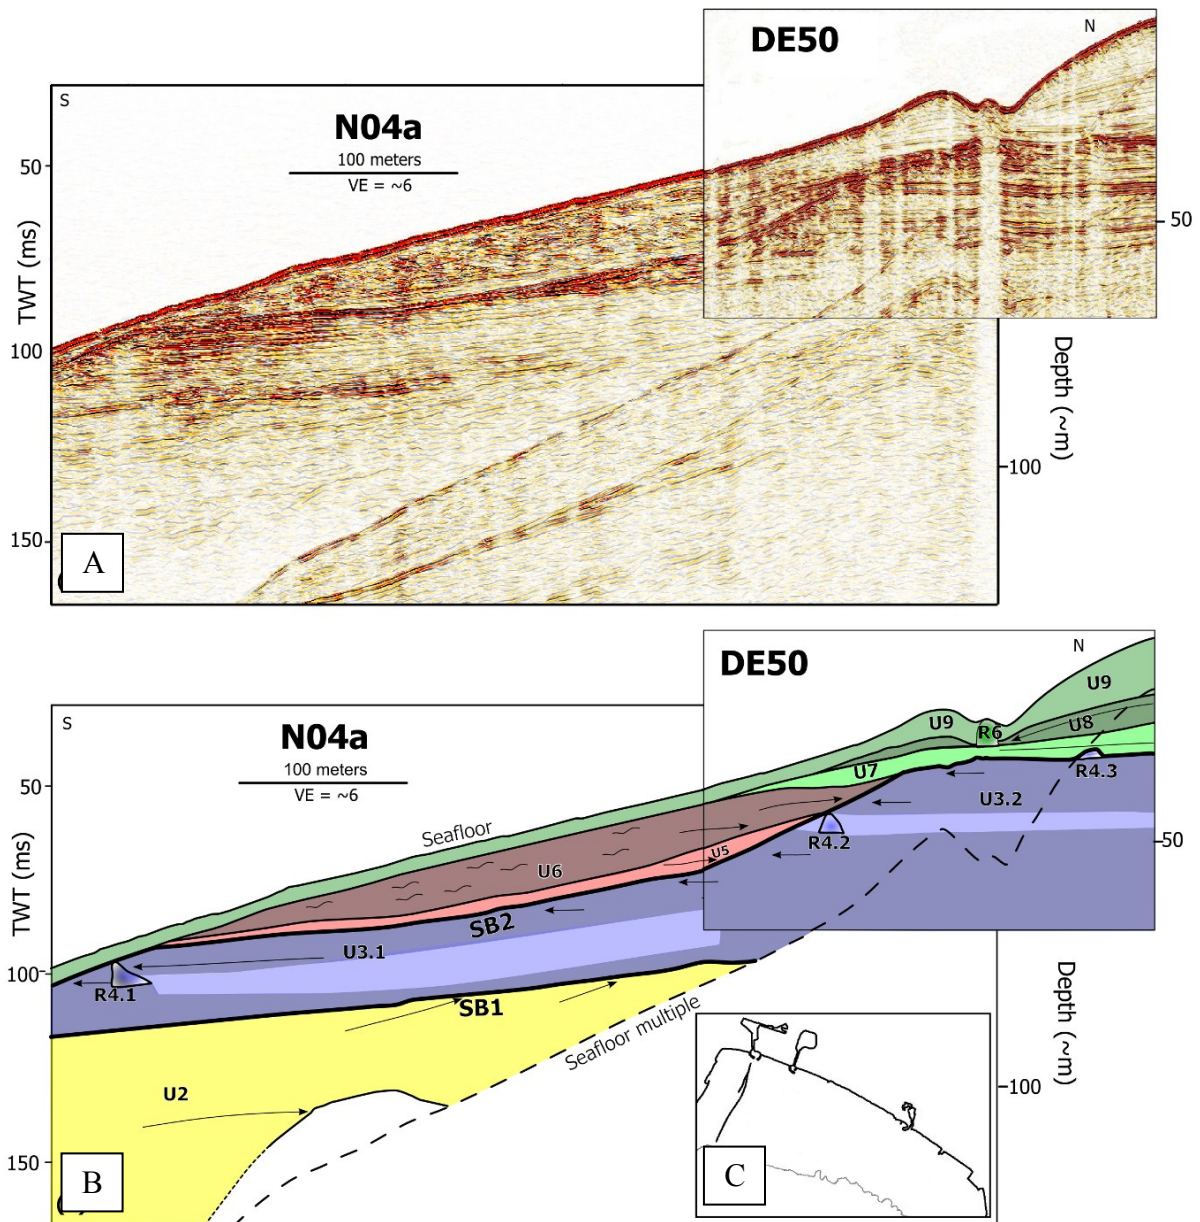 DE50
N
S
N04a
100 meters
VE = ~6
50
100
150
TWT (ms)
50
100
Depth (~m)
A
DE50
N
S
N04a
100 meters
VE = ~6
50
100
150
TWT (ms)
50
100
Depth (~m)
Seafloor
U9
U9
R6
U8
U7
R4.3
U3.2
R4.2
U5
U6
SB2
U3.1
R4.1
SB1
Seafloor multiple
U2
B
C